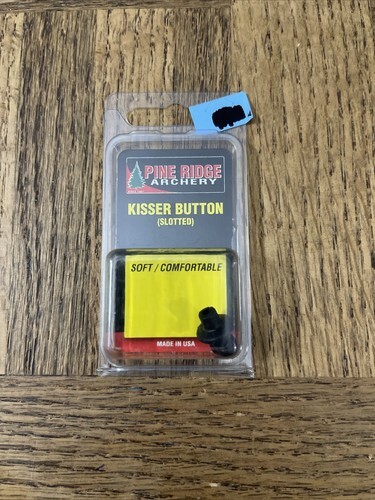 PINE RIDGE
ARCHERY
KISSER BUTTON
(SLOTTED)
SOFT / COMFORTABLE
MADE IN USA